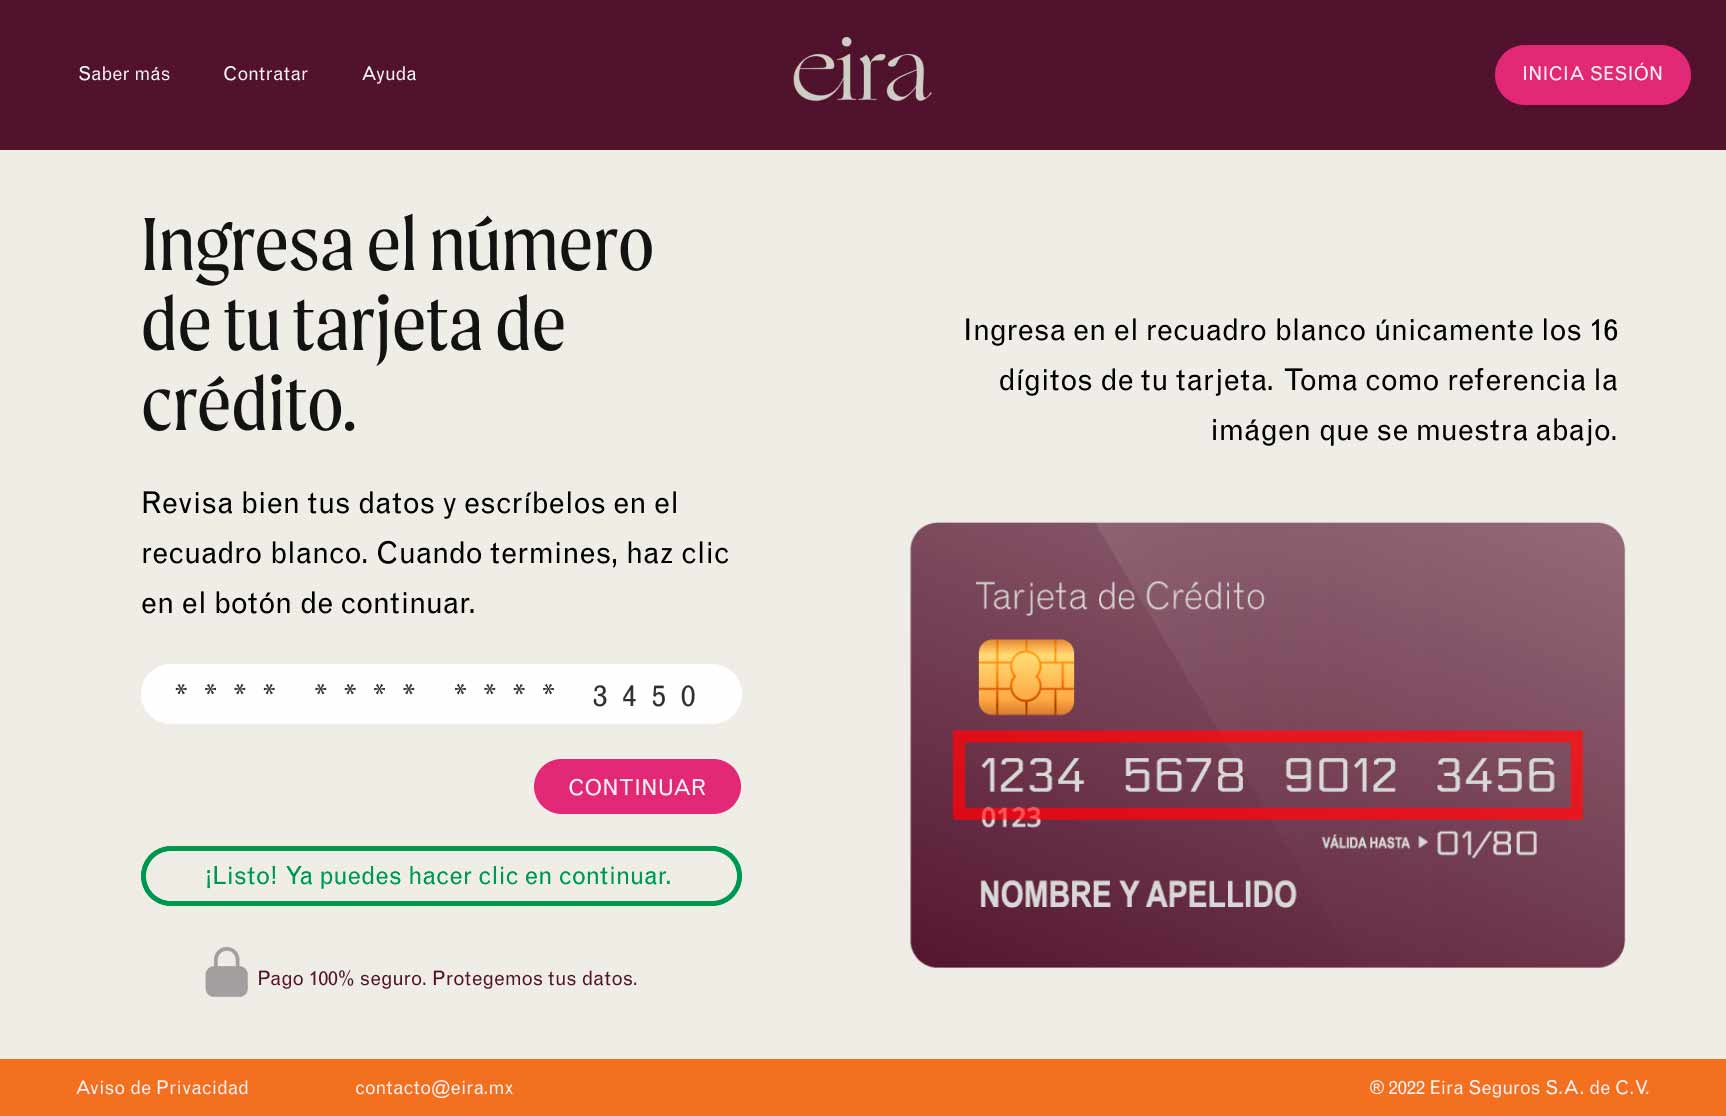 Saber más
Contratar
Ayuda
eira
INICIA SESIÓN
Ingresa el número
de tu tarjeta de
crédito.
Revisa bien tus datos y escríbelos en el
recuadro blanco. Cuando termines, haz clic
en el botón de continuar.
* * * * * * * * * * * * 3 4 5 0
CONTINUAR
¡Listo! Ya puedes hacer clic en continuar.
Pago 100% seguro. Protegemos tus datos.
Ingresa en el recuadro blanco únicamente los 16
dígitos de tu tarjeta. Toma como referencia la
imágen que se muestra abajo.
Tarjeta de Crédito
1234 5678 9012 3456
0123
VÁLIDA HASTA 01/80
NOMBRE Y APELLIDO
Aviso de Privacidad
contacto@eira.mx
® 2022 Eira Seguros S.A. de C.V.